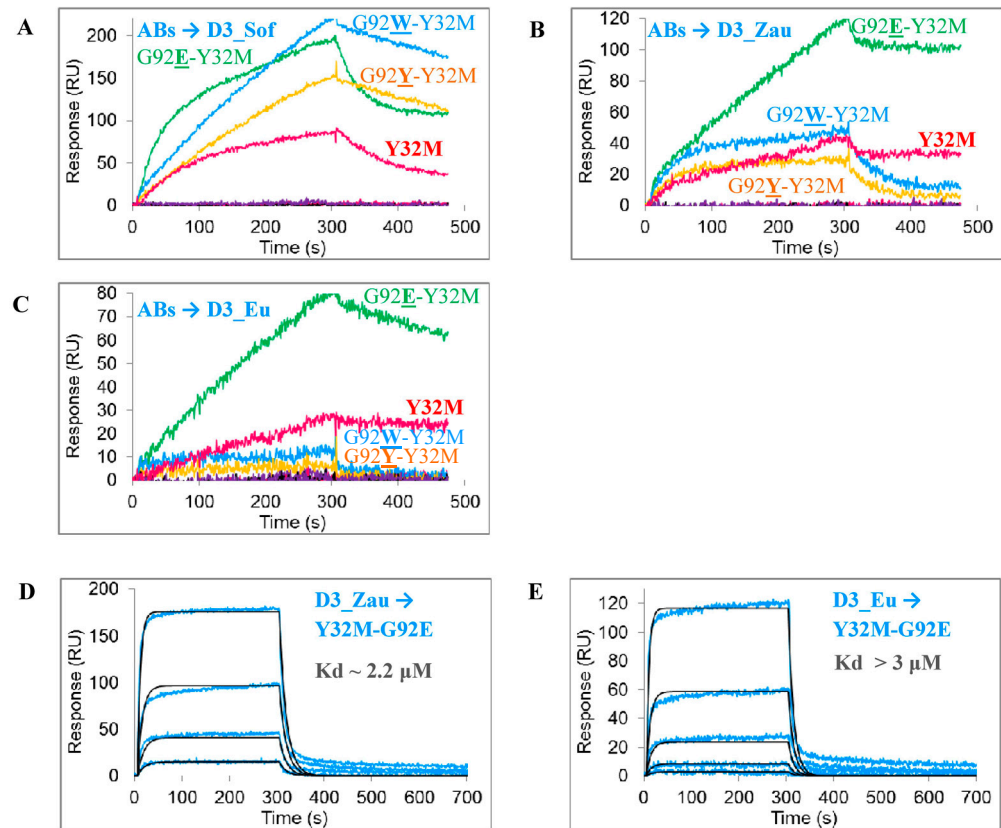 A
ABs → D3_Sof
G92W-Y32M
G92E-Y32M
G92Y-Y32M
Y32M
Response (RU)
200
150
100
50
0
0 100 200 300 400 500
Time (s)
B
ABs → D3_Zau
G92E-Y32M
G92W-Y32M
Y32M
G92Y-Y32M
Response (RU)
120
100
80
60
40
20
0
0 100 200 300 400 500
Time (s)
C
ABs → D3_Eu
G92E-Y32M
Y32M
G92W-Y32M
G92Y-Y32M
Response (RU)
80
70
60
50
40
30
20
10
0
0 100 200 300 400 500
Time (s)
D
D3_Zau →
Y32M-G92E
Kd ~ 2.2 µM
Response (RU)
200
150
100
50
0
0 100 200 300 400 500 600 700
Time (s)
E
D3_Eu →
Y32M-G92E
Kd > 3 µM
Response (RU)
120
100
80
60
40
20
0
0 100 200 300 400 500 600 700
Time (s)